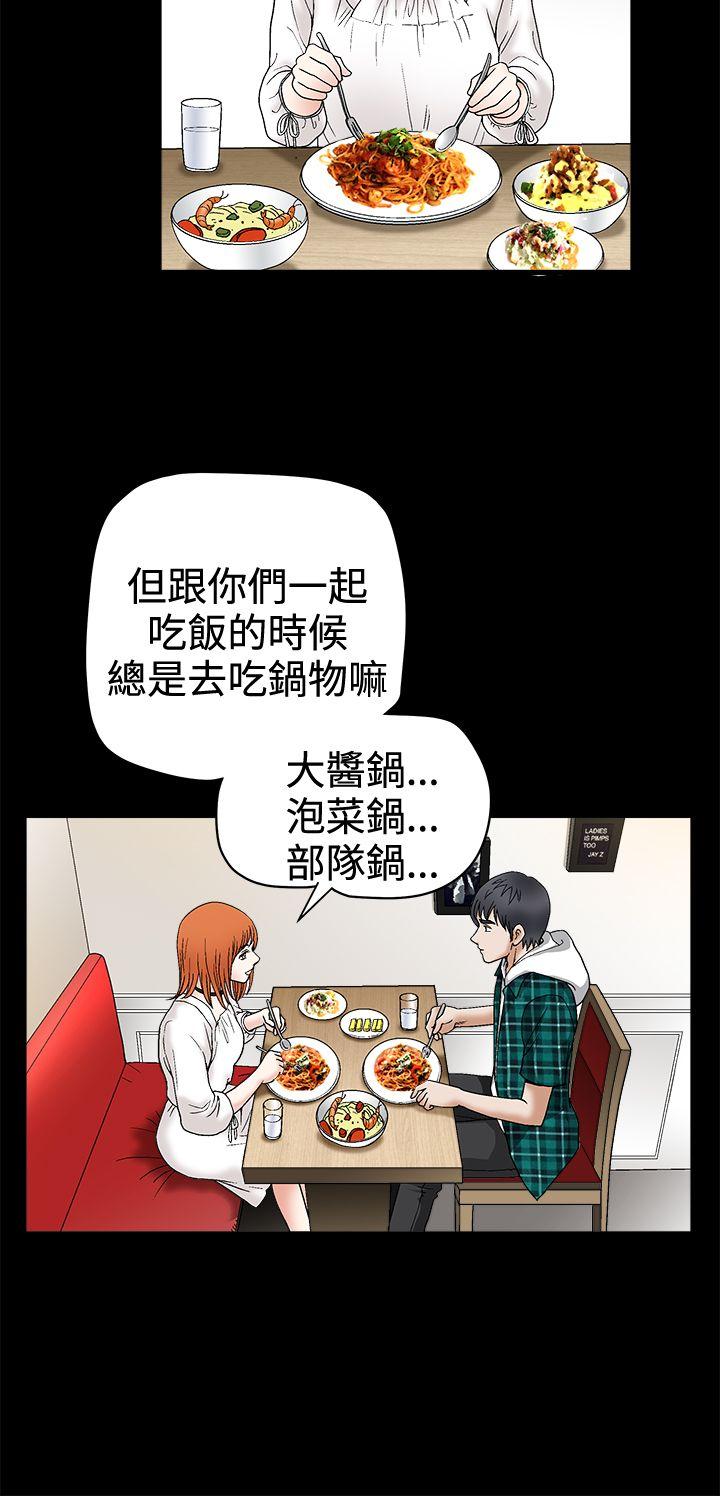 但跟你們一起
吃飯的時候
總是去吃鍋物嘛
大醬鍋...
泡菜鍋...
部隊鍋...
LADIES
IS PIMPS
TOO
JAY Z